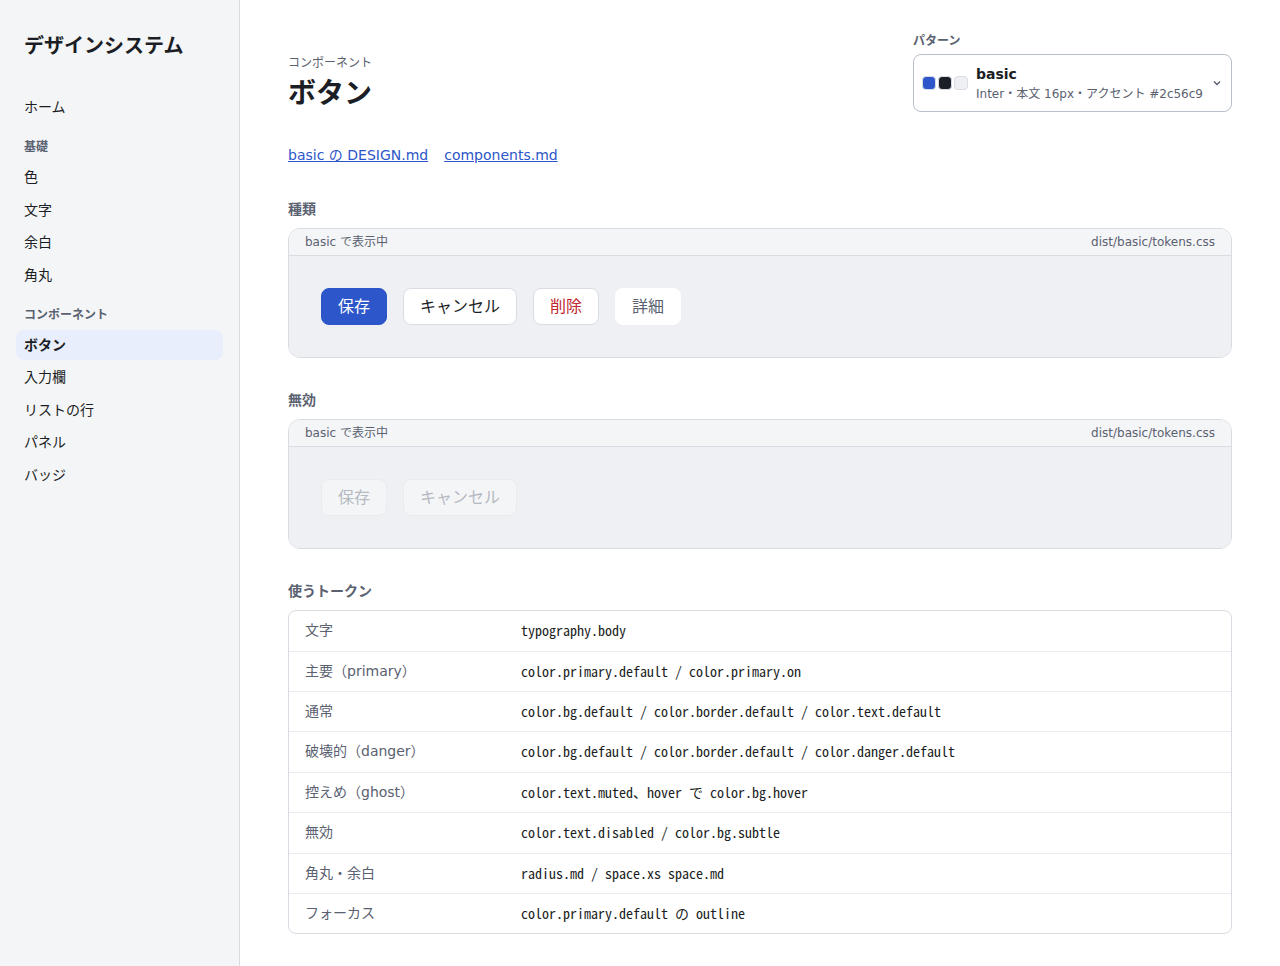 デザインシステム
ホーム
基礎
色
文字
余白
角丸
コンポーネント
ボタン
入力欄
リストの行
パネル
バッジ
コンポーネント
ボタン
パターン
basic
Inter・本文 16px・アクセント #2c56c9
basic の DESIGN.md components.md
種類
basic で表示中 dist/basic/tokens.css
保存 キャンセル 削除 詳細
無効
basic で表示中 dist/basic/tokens.css
保存 キャンセル
使うトークン
文字 typography.body
主要（primary） color.primary.default / color.primary.on
通常 color.bg.default / color.border.default / color.text.default
破壊的（danger） color.bg.default / color.border.default / color.danger.default
控えめ（ghost） color.text.muted、hover で color.bg.hover
無効 color.text.disabled / color.bg.subtle
角丸・余白 radius.md / space.xs space.md
フォーカス color.primary.default の outline